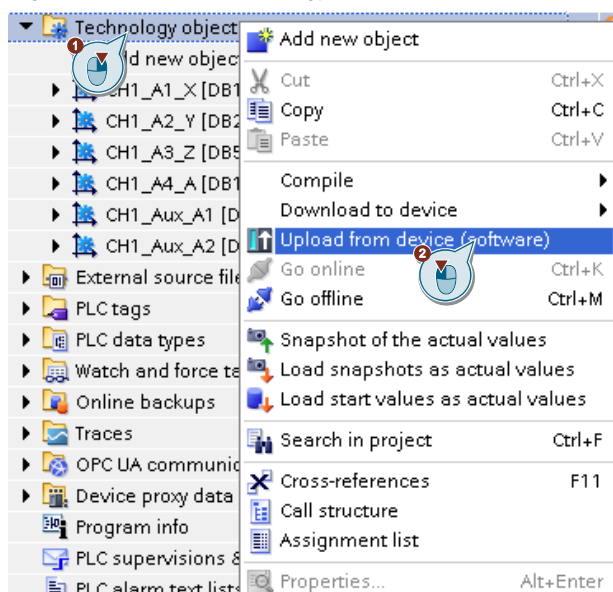 Technology object
Add new object
d new objec
Cut Ctrl+X
CH1_A1_X [DB1
Copy Ctrl+C
CH1_A2_Y [DB2
Paste Ctrl+V
CH1_A3_Z [DB5
CH1_A4_A [DB1
Compile
CH1_Aux_A1 [D
Download to device
CH1_Aux_A2 [D
Upload from device (software)
External source file
Go online Ctrl+K
PLC tags
Go offline Ctrl+M
PLC data types
Snapshot of the actual values
Watch and force ta
Load snapshots as actual values
Online backups
Load start values as actual values
Traces
Search in project Ctrl+F
OPC UA communic
Cross-references F11
Device proxy data
Call structure
Program info
Assignment list
PLC supervisions &
PLC alarm text lists
Properties... Alt+Enter
1
2